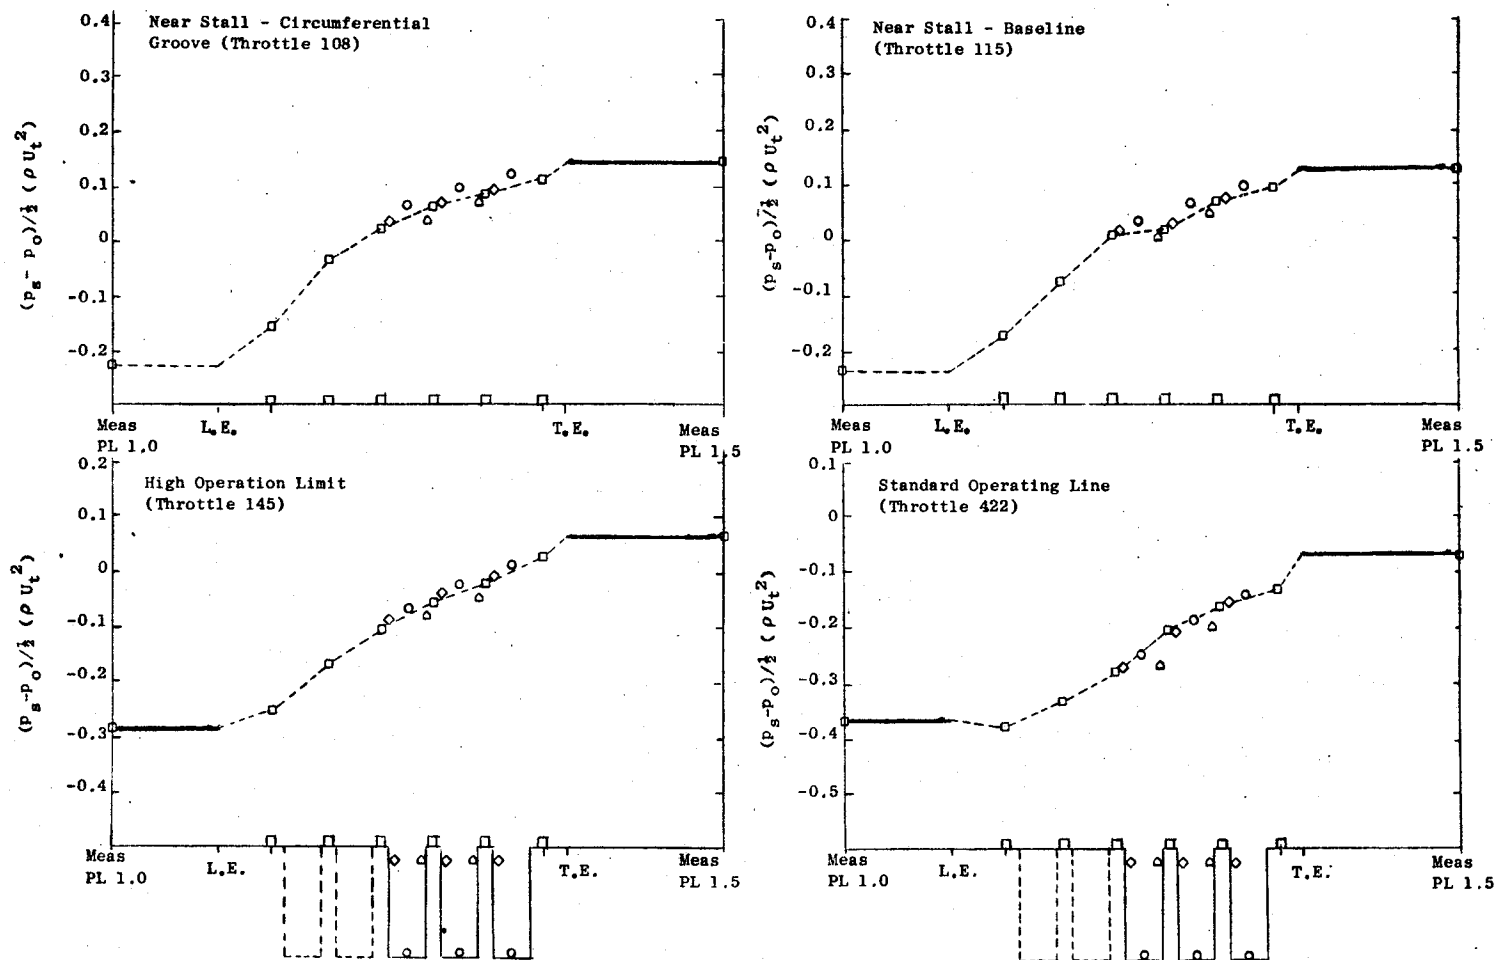 Near Stall - Circumferential
Groove (Throttle 108)
0.4
0.3
0.2
0.1
0
-0.1
-0.2
(p_s - p_o)/½ (ρ U_t²)
Meas
PL 1.0
L.E.
T.E.
Meas
PL 1.5
Near Stall - Baseline
(Throttle 115)
0.4
0.3
0.2
0.1
0
-0.1
-0.2
(p_s-p_o)/½ (ρ U_t²)
Meas
PL 1.0
L.E.
T.E.
Meas
PL 1.5
High Operation Limit
(Throttle 145)
0.2
0.1
0
-0.1
-0.2
-0.3
-0.4
(p_s-p_o)/½ (ρ U_t²)
Meas
PL 1.0
L.E.
T.E.
Meas
PL 1.5
Standard Operating Line
(Throttle 422)
0.1
0
-0.1
-0.2
-0.3
-0.4
-0.5
(p_s-p_o)/½ (ρ U_t²)
Meas
PL 1.0
L.E.
T.E.
Meas
PL 1.5